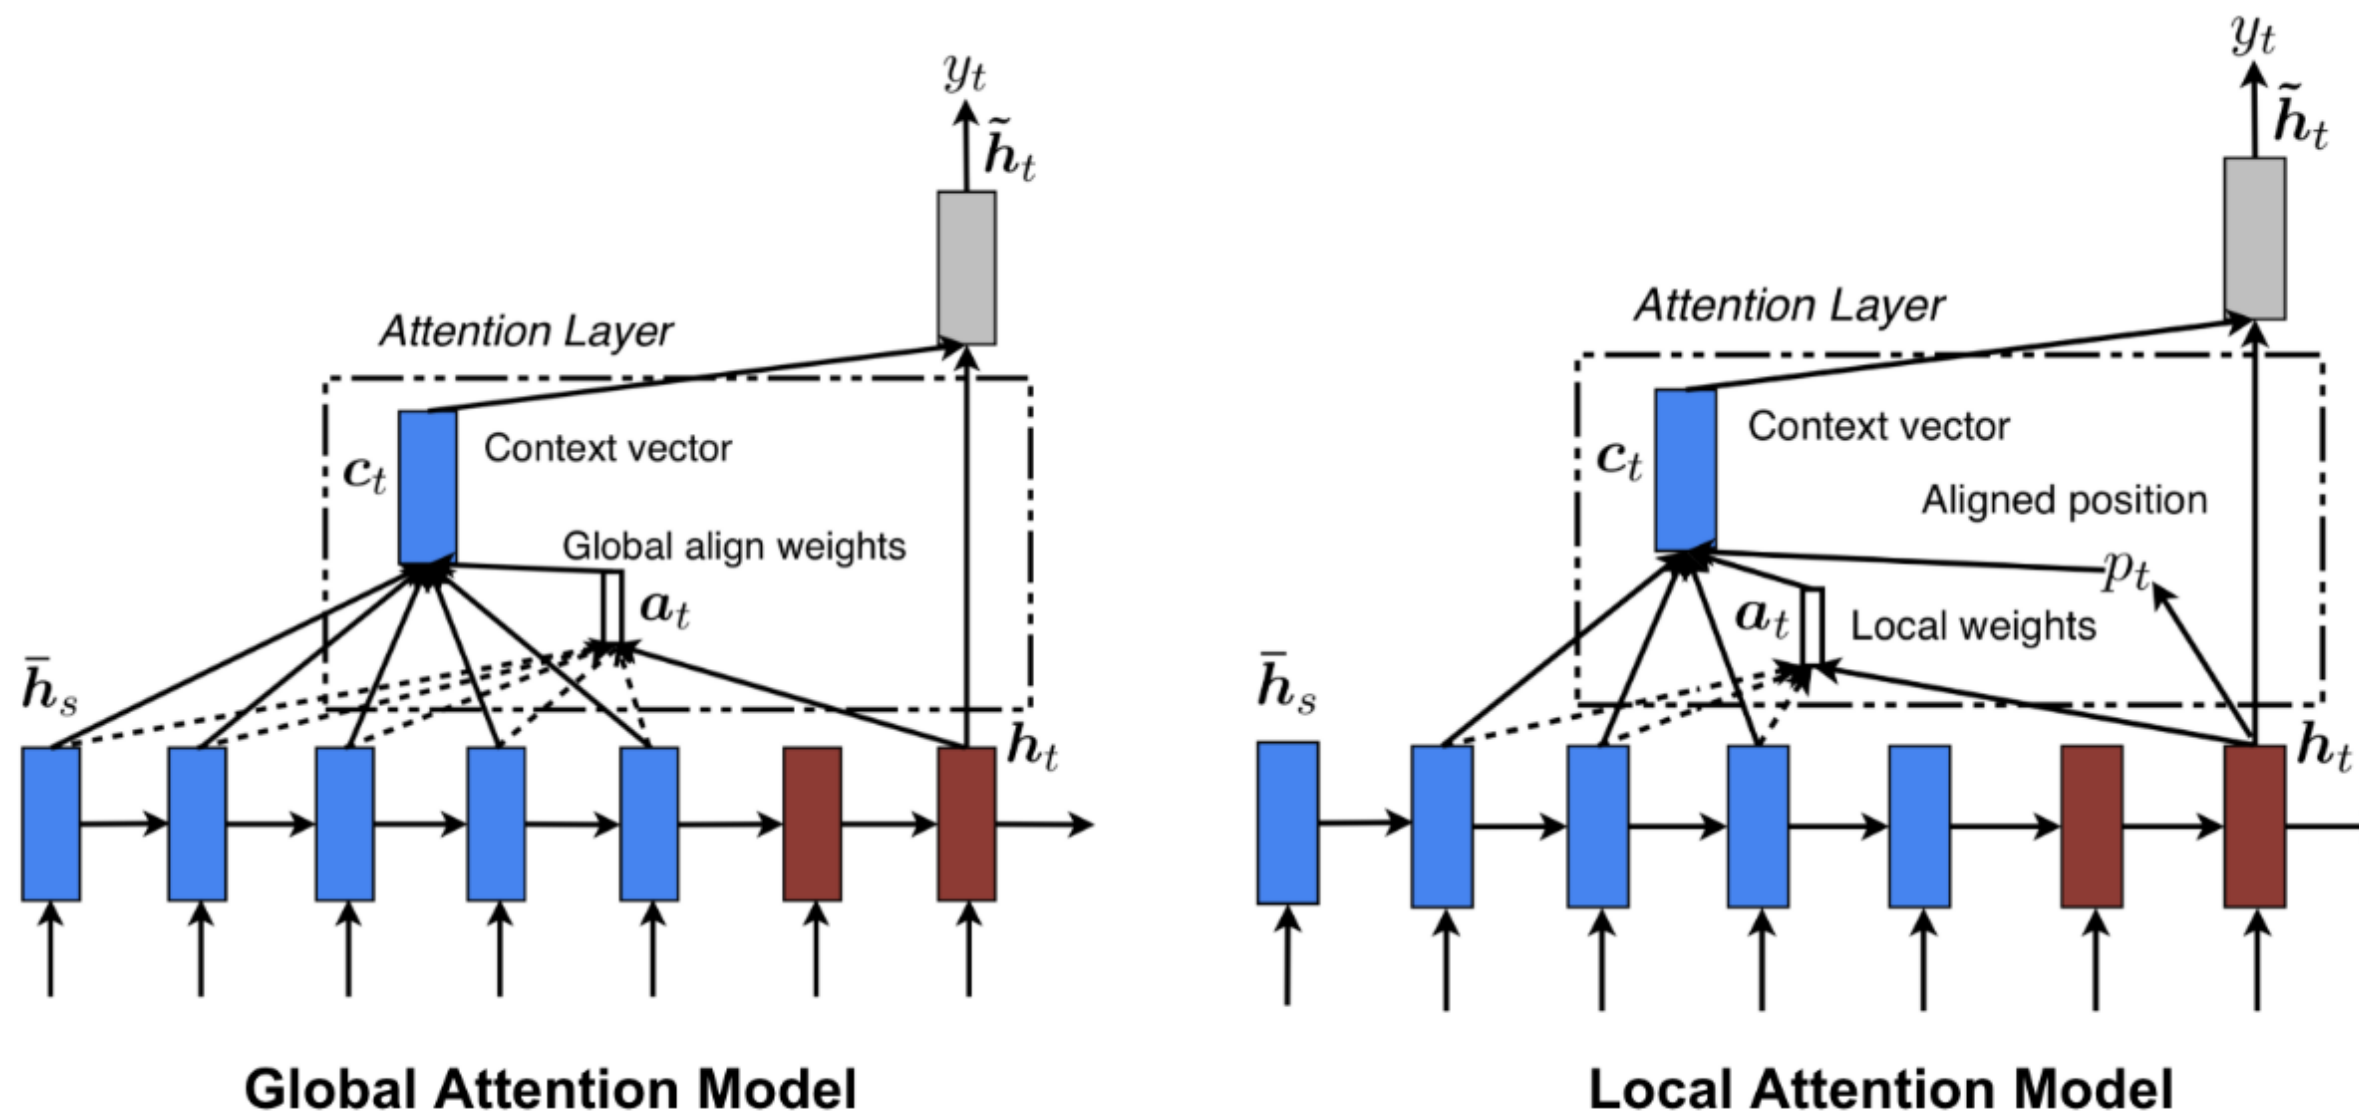 y_t
h̃_t
Attention Layer
Context vector
c_t
Global align weights
a_t
h̄_s
h_t
Global Attention Model
y_t
h̃_t
Attention Layer
Context vector
c_t
Aligned position
p_t
a_t
Local weights
h̄_s
h_t
Local Attention Model